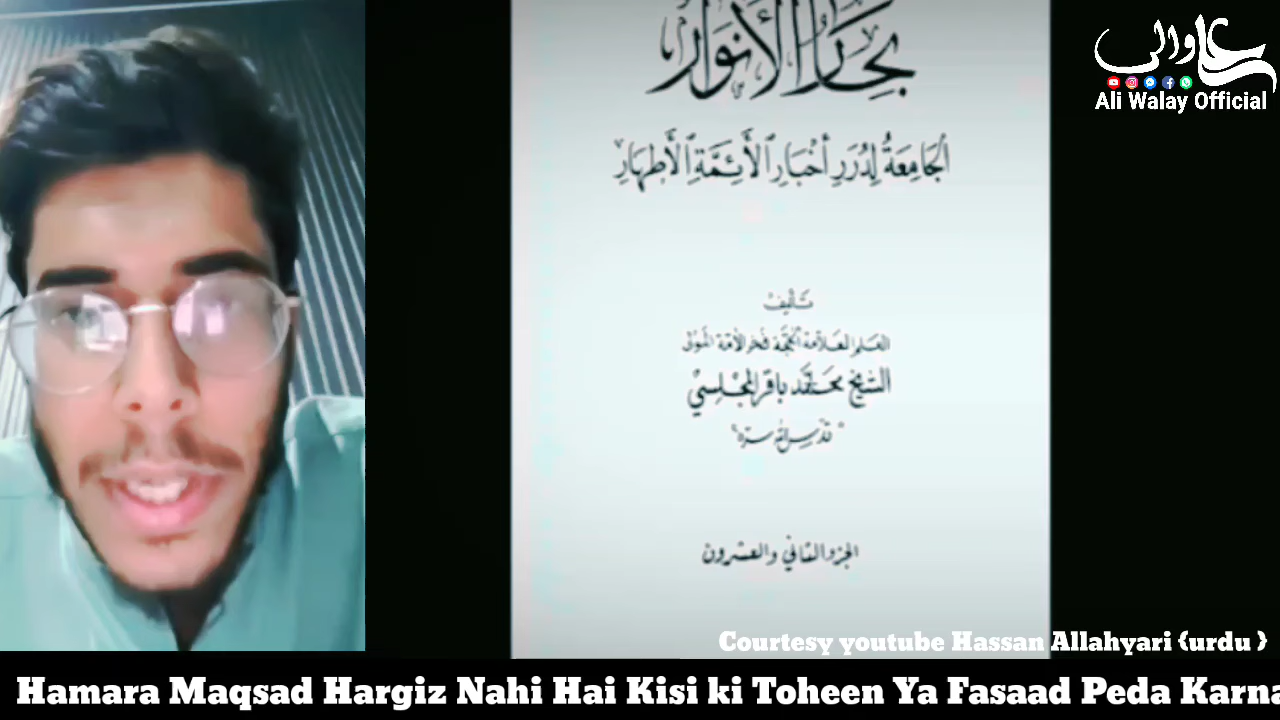 بحار الأنوار
الجامعة لدرر أخبار الأئمة الأطهار
تأليف
العلم العلامة الحجة فخر الأمة المولى
الشيخ محمد باقر المجلسي
"قدس الله سره"
الجزء الثاني والعشرون
علی والے
Ali Walay Official
Courtesy youtube Hassan Allahyari {urdu }
Hamara Maqsad Hargiz Nahi Hai Kisi ki Toheen Ya Fasaad Peda Karna